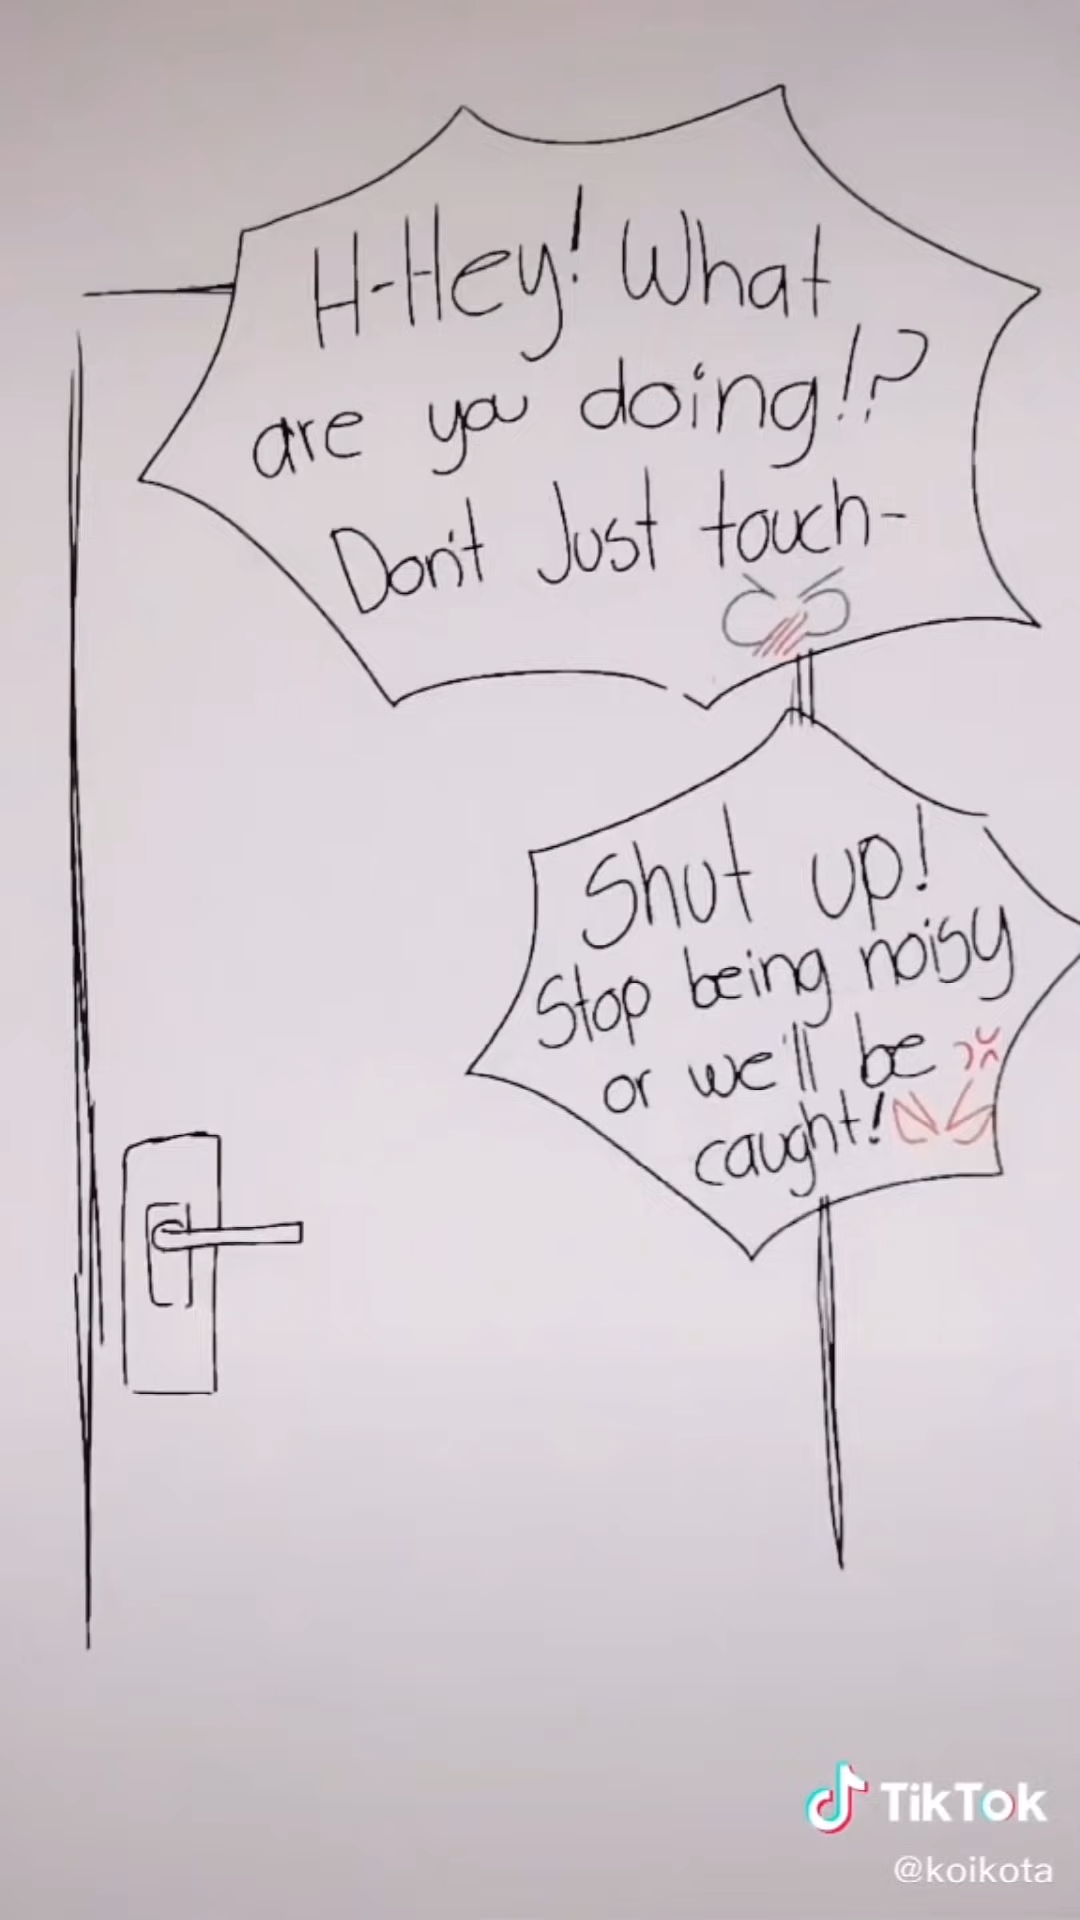 H-Hey! What
are you doing!?
Don't Just touch-
Shut up!
Stop being noisy
or we'll be
caught!
TikTok
@koikota